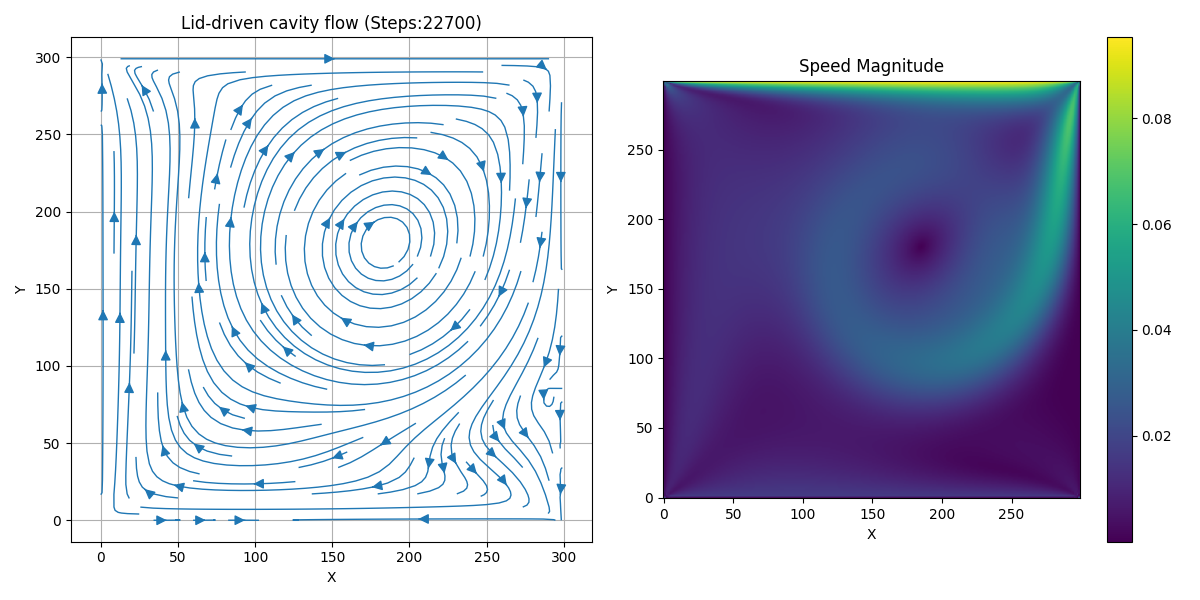 Lid-driven cavity flow (Steps:22700)
300
250
200
150
100
50
0
Y
0 50 100 150 200 250 300
X
Speed Magnitude
250
200
150
100
50
0
Y
0 50 100 150 200 250
X
0.08
0.06
0.04
0.02